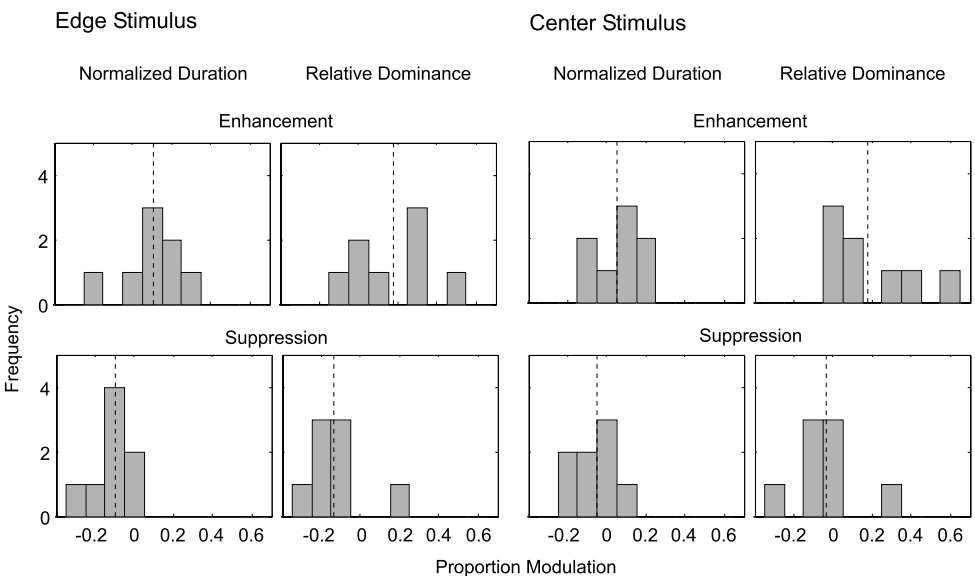 Edge Stimulus
Center Stimulus
Normalized Duration
Relative Dominance
Normalized Duration
Relative Dominance
Enhancement
Enhancement
4
2
0
Suppression
Suppression
Frequency
4
2
0
-0.2 0 0.2 0.4 0.6
-0.2 0 0.2 0.4 0.6
-0.2 0 0.2 0.4 0.6
-0.2 0 0.2 0.4 0.6
Proportion Modulation